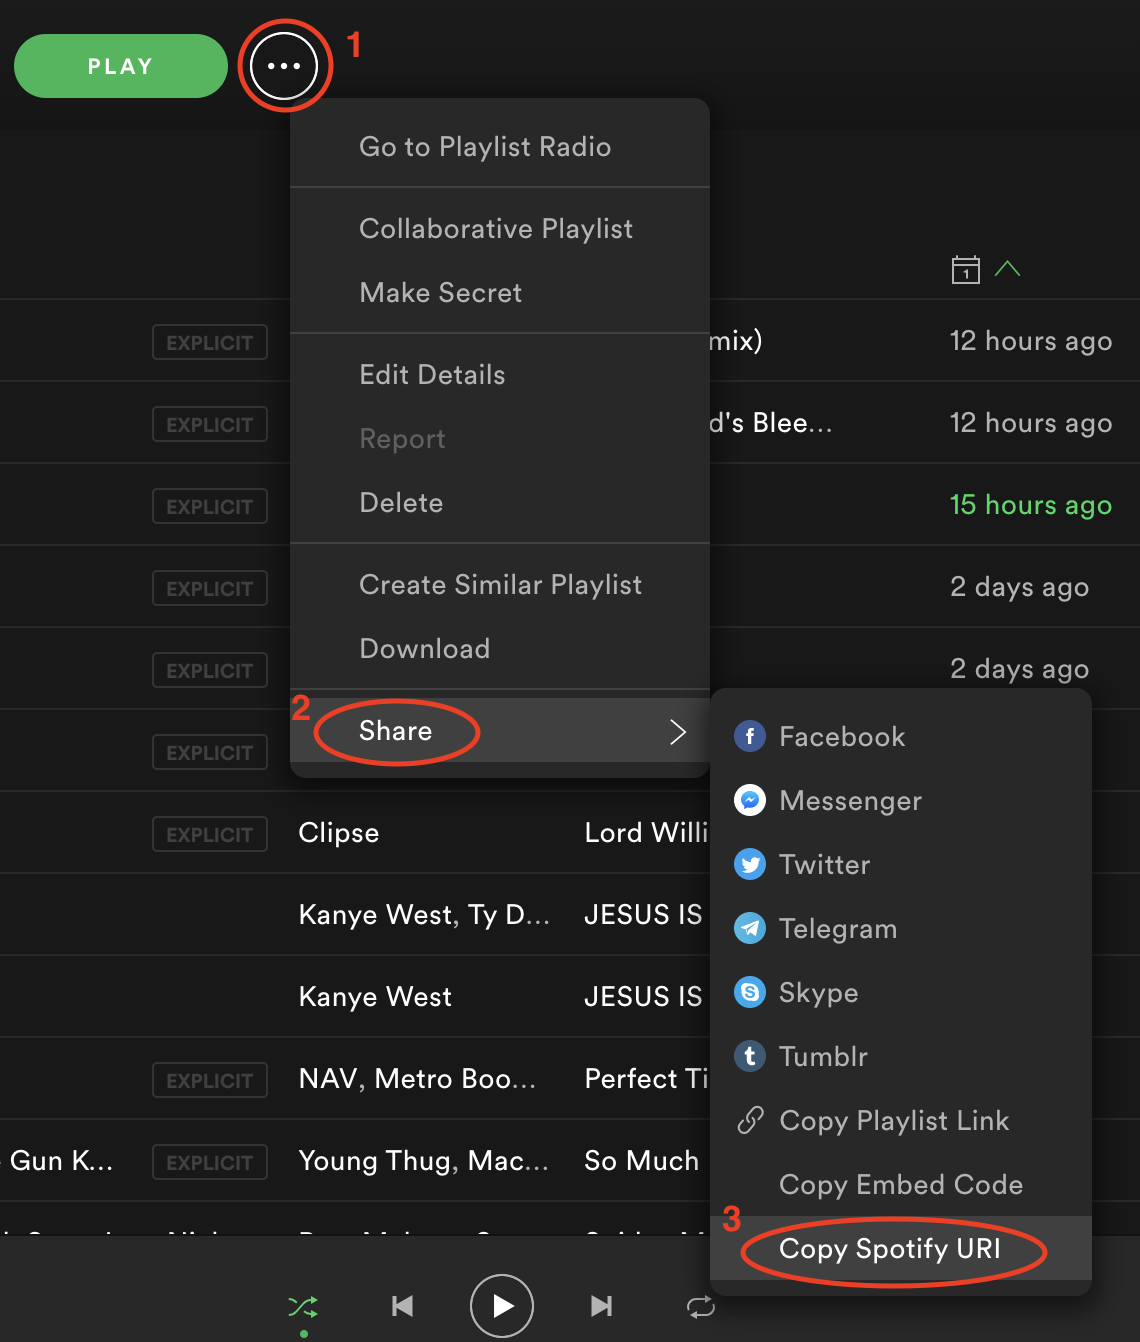 PLAY
1
Go to Playlist Radio
Collaborative Playlist
Make Secret
1
mix)
12 hours ago
EXPLICIT
Edit Details
d's Blee...
12 hours ago
EXPLICIT
Report
15 hours ago
EXPLICIT
Delete
2 days ago
EXPLICIT
Create Similar Playlist
2 days ago
EXPLICIT
Download
EXPLICIT
2
Share
Facebook
Messenger
Twitter
Telegram
Skype
Tumblr
Copy Playlist Link
Copy Embed Code
3
Copy Spotify URI
EXPLICIT Clipse Lord Willi
Kanye West, Ty D... JESUS IS
Kanye West JESUS IS
EXPLICIT NAV, Metro Boo... Perfect Ti
Gun K... EXPLICIT Young Thug, Mac... So Much